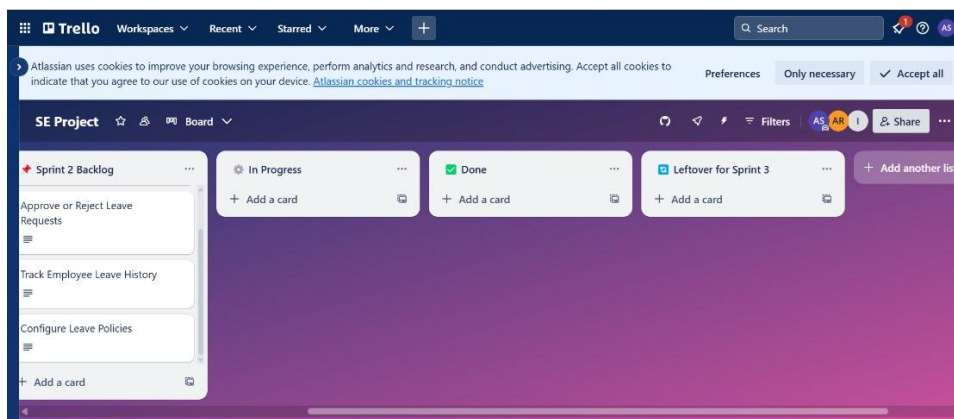 Trello Workspaces Recent Starred More + Search 1 AS
Atlassian uses cookies to improve your browsing experience, perform analytics and research, and conduct advertising. Accept all cookies to
indicate that you agree to our use of cookies on your device. Atlassian cookies and tracking notice
Preferences Only necessary Accept all
SE Project Board Filters AS AR I Share
Sprint 2 Backlog
Approve or Reject Leave
Requests
Track Employee Leave History
Configure Leave Policies
+ Add a card
In Progress
+ Add a card
Done
+ Add a card
Leftover for Sprint 3
+ Add a card
+ Add another lis